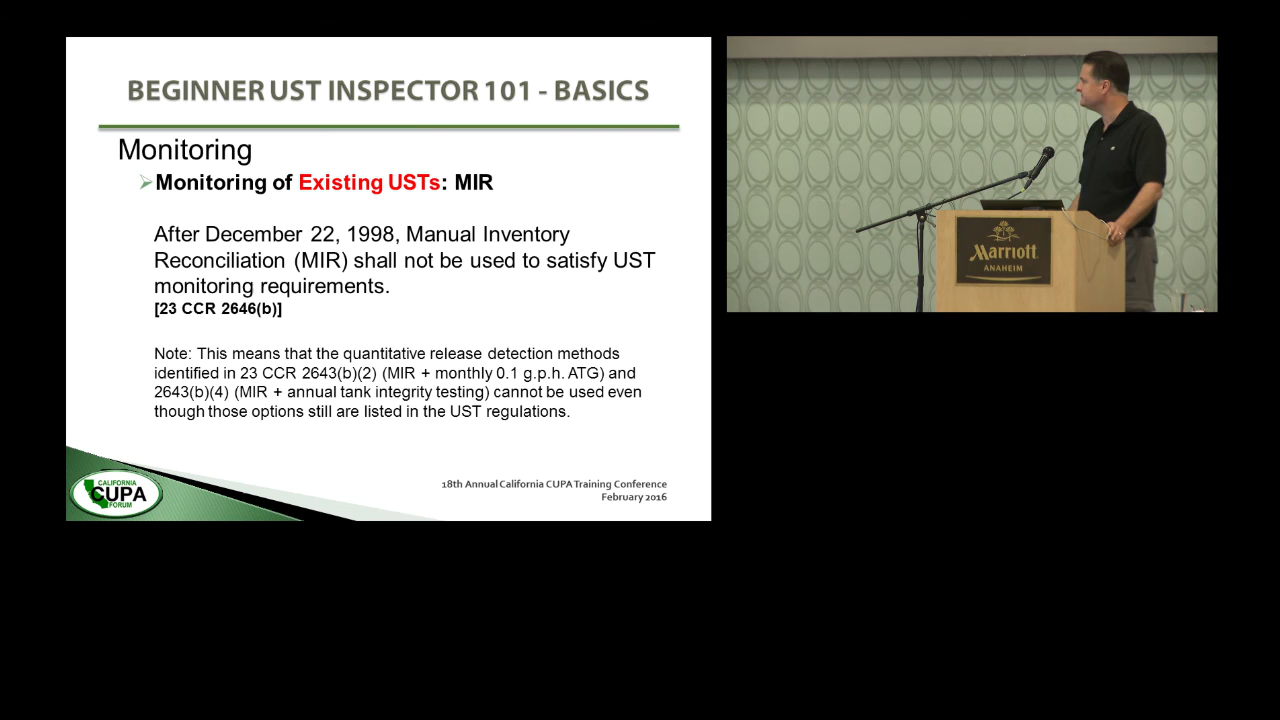 BEGINNER UST INSPECTOR 101 - BASICS
Monitoring
Monitoring of Existing USTs: MIR
After December 22, 1998, Manual Inventory
Reconciliation (MIR) shall not be used to satisfy UST
monitoring requirements.
[23 CCR 2646(b)]
Note: This means that the quantitative release detection methods
identified in 23 CCR 2643(b)(2) (MIR + monthly 0.1 g.p.h. ATG) and
2643(b)(4) (MIR + annual tank integrity testing) cannot be used even
though those options still are listed in the UST regulations.
CALIFORNIA
CUPA
FORUM
18th Annual California CUPA Training Conference
February 2016
Marriott
ANAHEIM